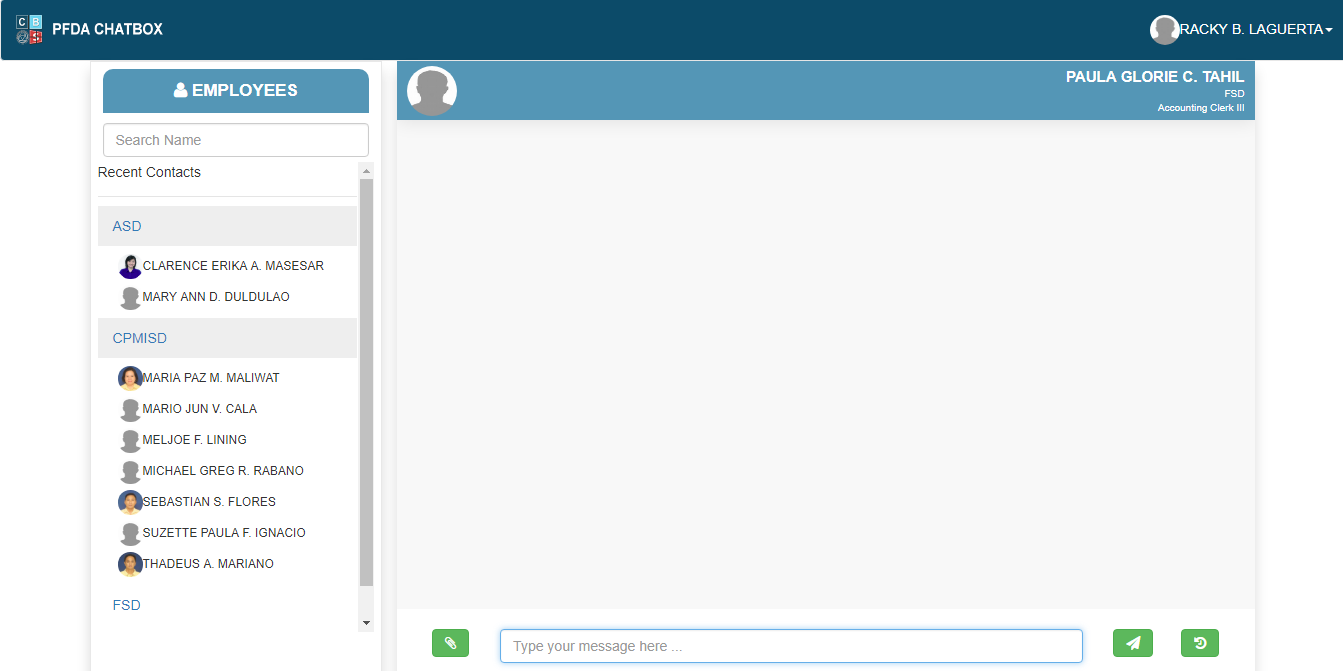 C B
PFDA CHATBOX
RACKY B. LAGUERTA
EMPLOYEES
Search Name
Recent Contacts
ASD
CLARENCE ERIKA A. MASESAR
MARY ANN D. DULDULAO
CPMISD
MARIA PAZ M. MALIWAT
MARIO JUN V. CALA
MELJOE F. LINING
MICHAEL GREG R. RABANO
SEBASTIAN S. FLORES
SUZETTE PAULA F. IGNACIO
THADEUS A. MARIANO
FSD
PAULA GLORIE C. TAHIL
FSD
Accounting Clerk III
Type your message here ...